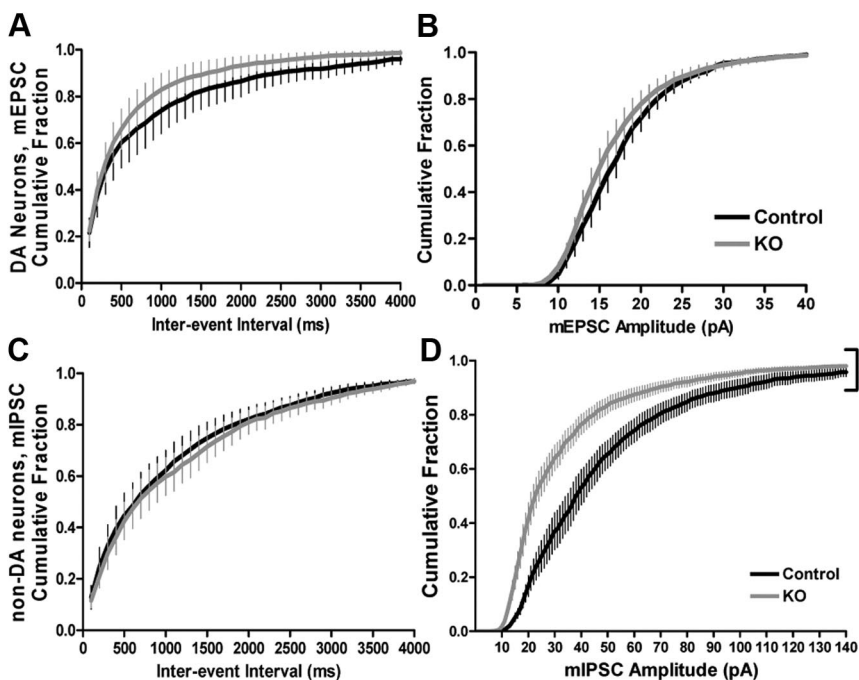 A
DA Neurons, mEPSC
Cumulative Fraction
1.0
0.8
0.6
0.4
0.2
0.0
0 500 1000 1500 2000 2500 3000 3500 4000
Inter-event Interval (ms)
B
Cumulative Fraction
1.0
0.8
0.6
0.4
0.2
0.0
0 5 10 15 20 25 30 35 40
mEPSC Amplitude (pA)
Control
KO
C
non-DA neurons, mIPSC
Cumulative Fraction
1.0
0.8
0.6
0.4
0.2
0.0
0 500 1000 1500 2000 2500 3000 3500 4000
Inter-event Interval (ms)
D
Cumulative Fraction
1.0
0.8
0.6
0.4
0.2
0.0
10 20 30 40 50 60 70 80 90 100 110 120 130 140
mIPSC Amplitude (pA)
Control
KO